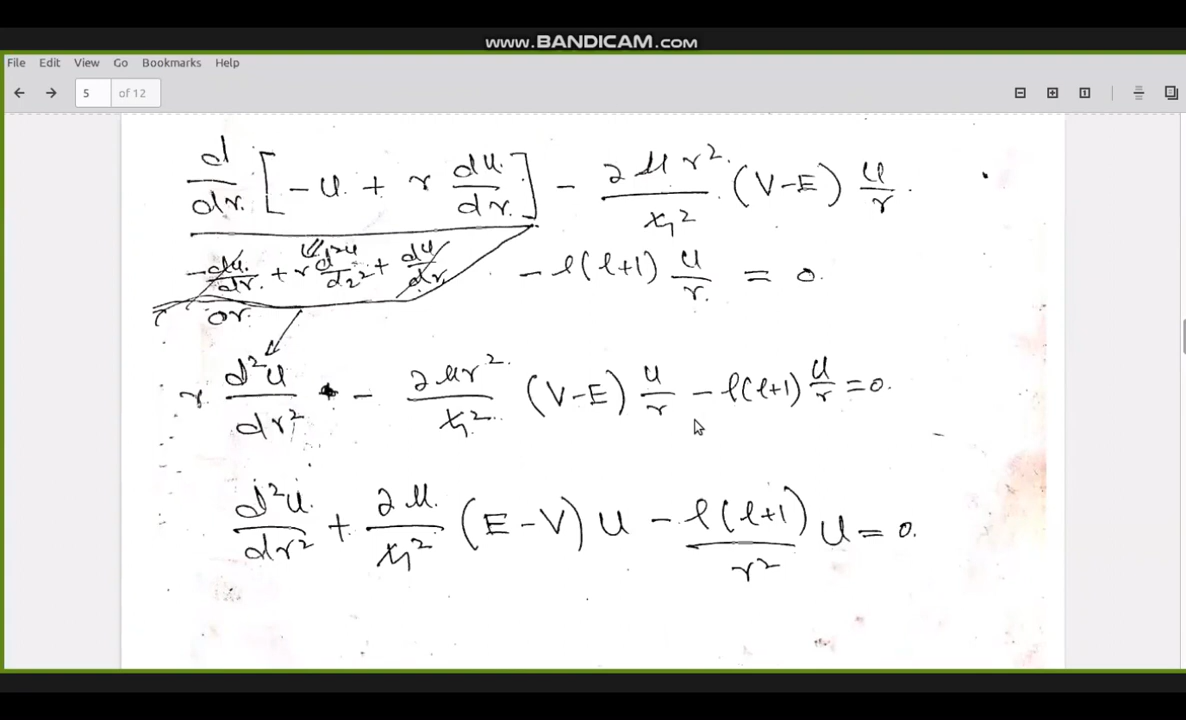 www.BANDICAM.com
File Edit View Go Bookmarks Help
5 of 12
d/dr [-u + r du/dr] - 2μr²/ħ² (V-E) u/r
-du/dr + r d²u/d2² + du/dr - l(l+1) u/r = 0.
or
r d²u/dr² - 2μr²/ħ² (V-E) u/r - l(l+1) u/r = 0.
d²u/dr² + 2μ/ħ² (E-V) u - l(l+1)/r² u = 0.